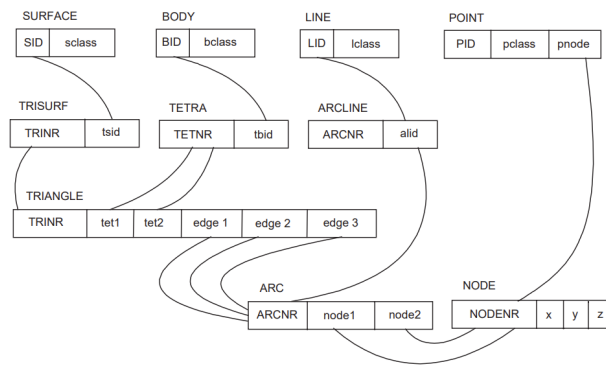 SURFACE BODY LINE POINT
SID sclass BID bclass LID lclass PID pclass pnode
TRISURF TETRA ARCLINE
TRINR tsid TETNR tbid ARCNR alid
TRIANGLE
TRINR tet1 tet2 edge 1 edge 2 edge 3
ARC NODE
ARCNR node1 node2 NODENR x y z